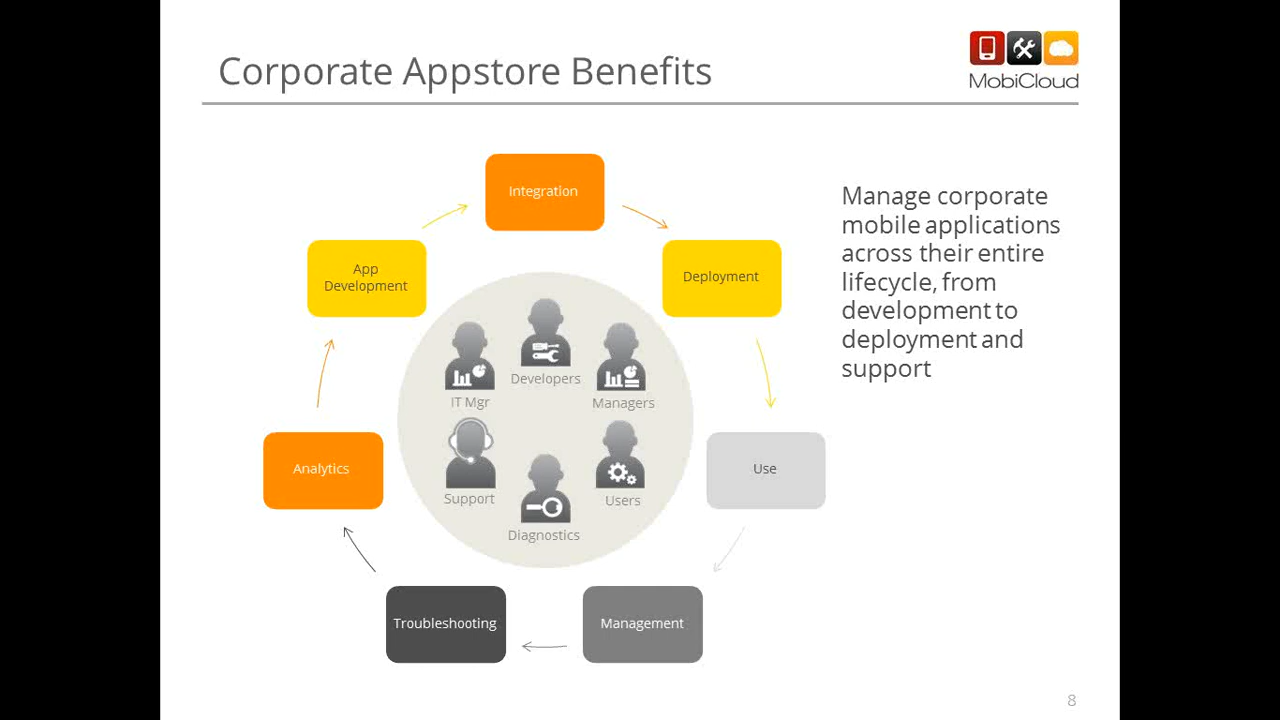 Corporate Appstore Benefits
MobiCloud
Integration
App
Development
Deployment
Manage corporate
mobile applications
across their entire
lifecycle, from
development to
deployment and
support
IT Mgr
Developers
Managers
Analytics
Use
Support
Diagnostics
Users
Troubleshooting
Management
8